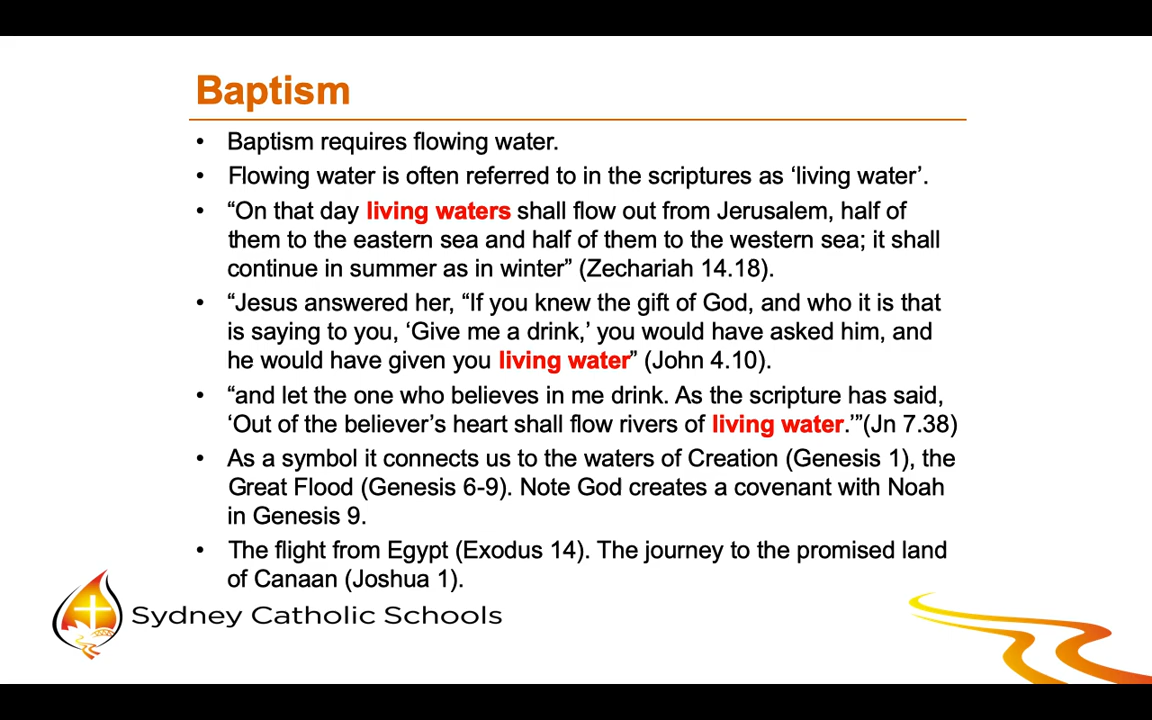 Baptism
• Baptism requires flowing water.
• Flowing water is often referred to in the scriptures as ‘living water’.
• “On that day living waters shall flow out from Jerusalem, half of
them to the eastern sea and half of them to the western sea; it shall
continue in summer as in winter” (Zechariah 14.18).
• “Jesus answered her, “If you knew the gift of God, and who it is that
is saying to you, ‘Give me a drink,’ you would have asked him, and
he would have given you living water” (John 4.10).
• “and let the one who believes in me drink. As the scripture has said,
‘Out of the believer’s heart shall flow rivers of living water.’”(Jn 7.38)
• As a symbol it connects us to the waters of Creation (Genesis 1), the
Great Flood (Genesis 6-9). Note God creates a covenant with Noah
in Genesis 9.
• The flight from Egypt (Exodus 14). The journey to the promised land
of Canaan (Joshua 1).
Sydney Catholic Schools